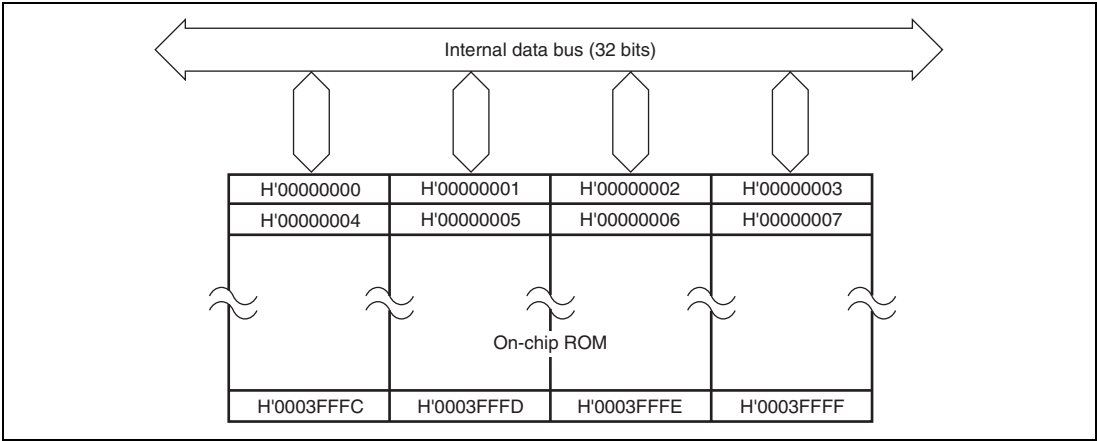 Internal data bus (32 bits)
H'00000000 H'00000001 H'00000002 H'00000003
H'00000004 H'00000005 H'00000006 H'00000007
On-chip ROM
H'0003FFFC H'0003FFFD H'0003FFFE H'0003FFFF